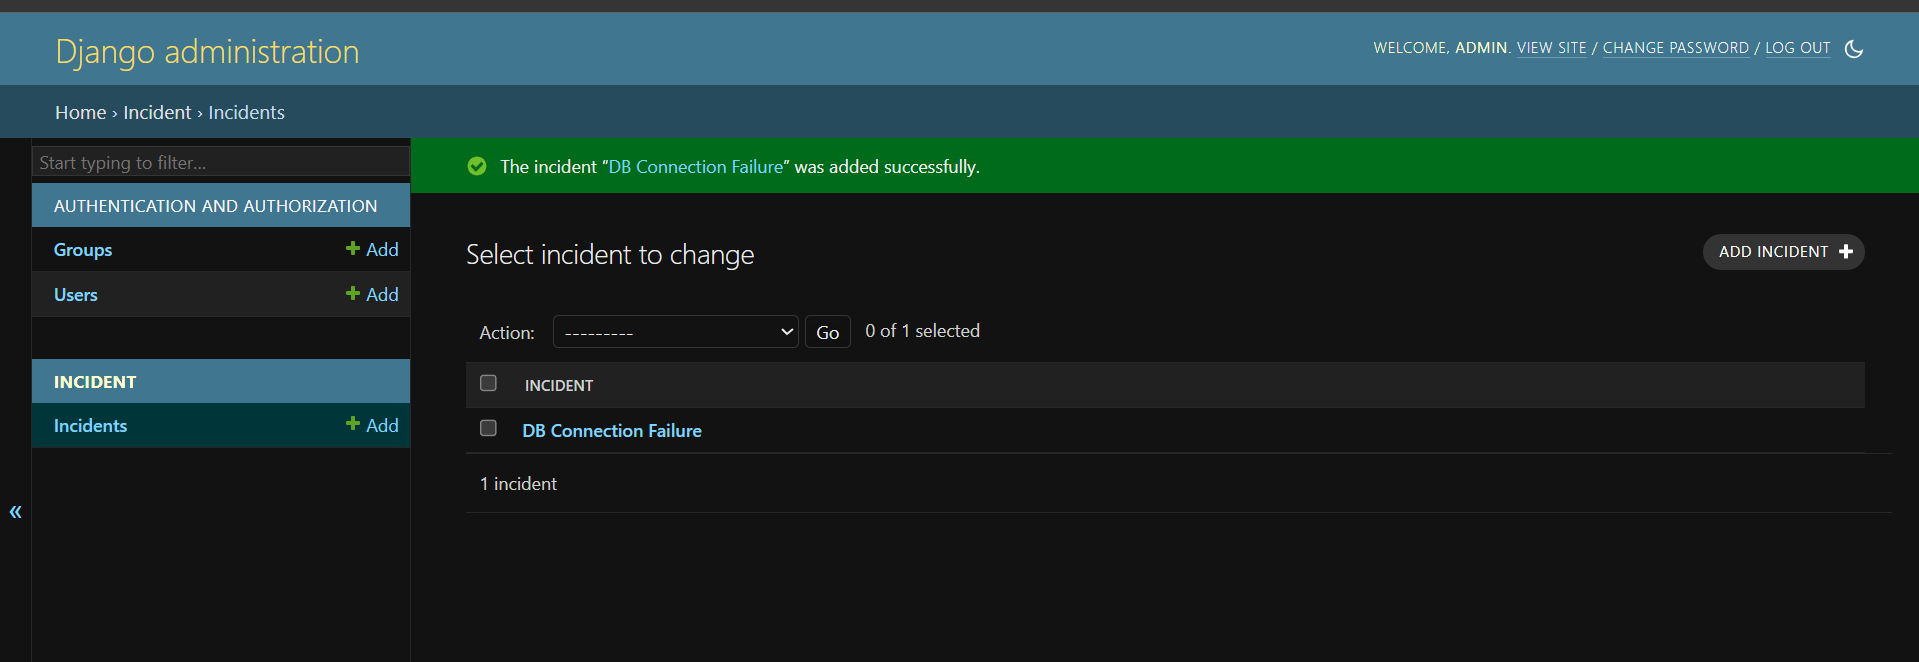 Django administration
WELCOME, ADMIN. VIEW SITE / CHANGE PASSWORD / LOG OUT
Home › Incident › Incidents
Start typing to filter...
AUTHENTICATION AND AUTHORIZATION
Groups
Add
Users
Add
INCIDENT
Incidents
Add
«
The incident “DB Connection Failure” was added successfully.
Select incident to change
ADD INCIDENT
Action: --------- Go 0 of 1 selected
INCIDENT
DB Connection Failure
1 incident